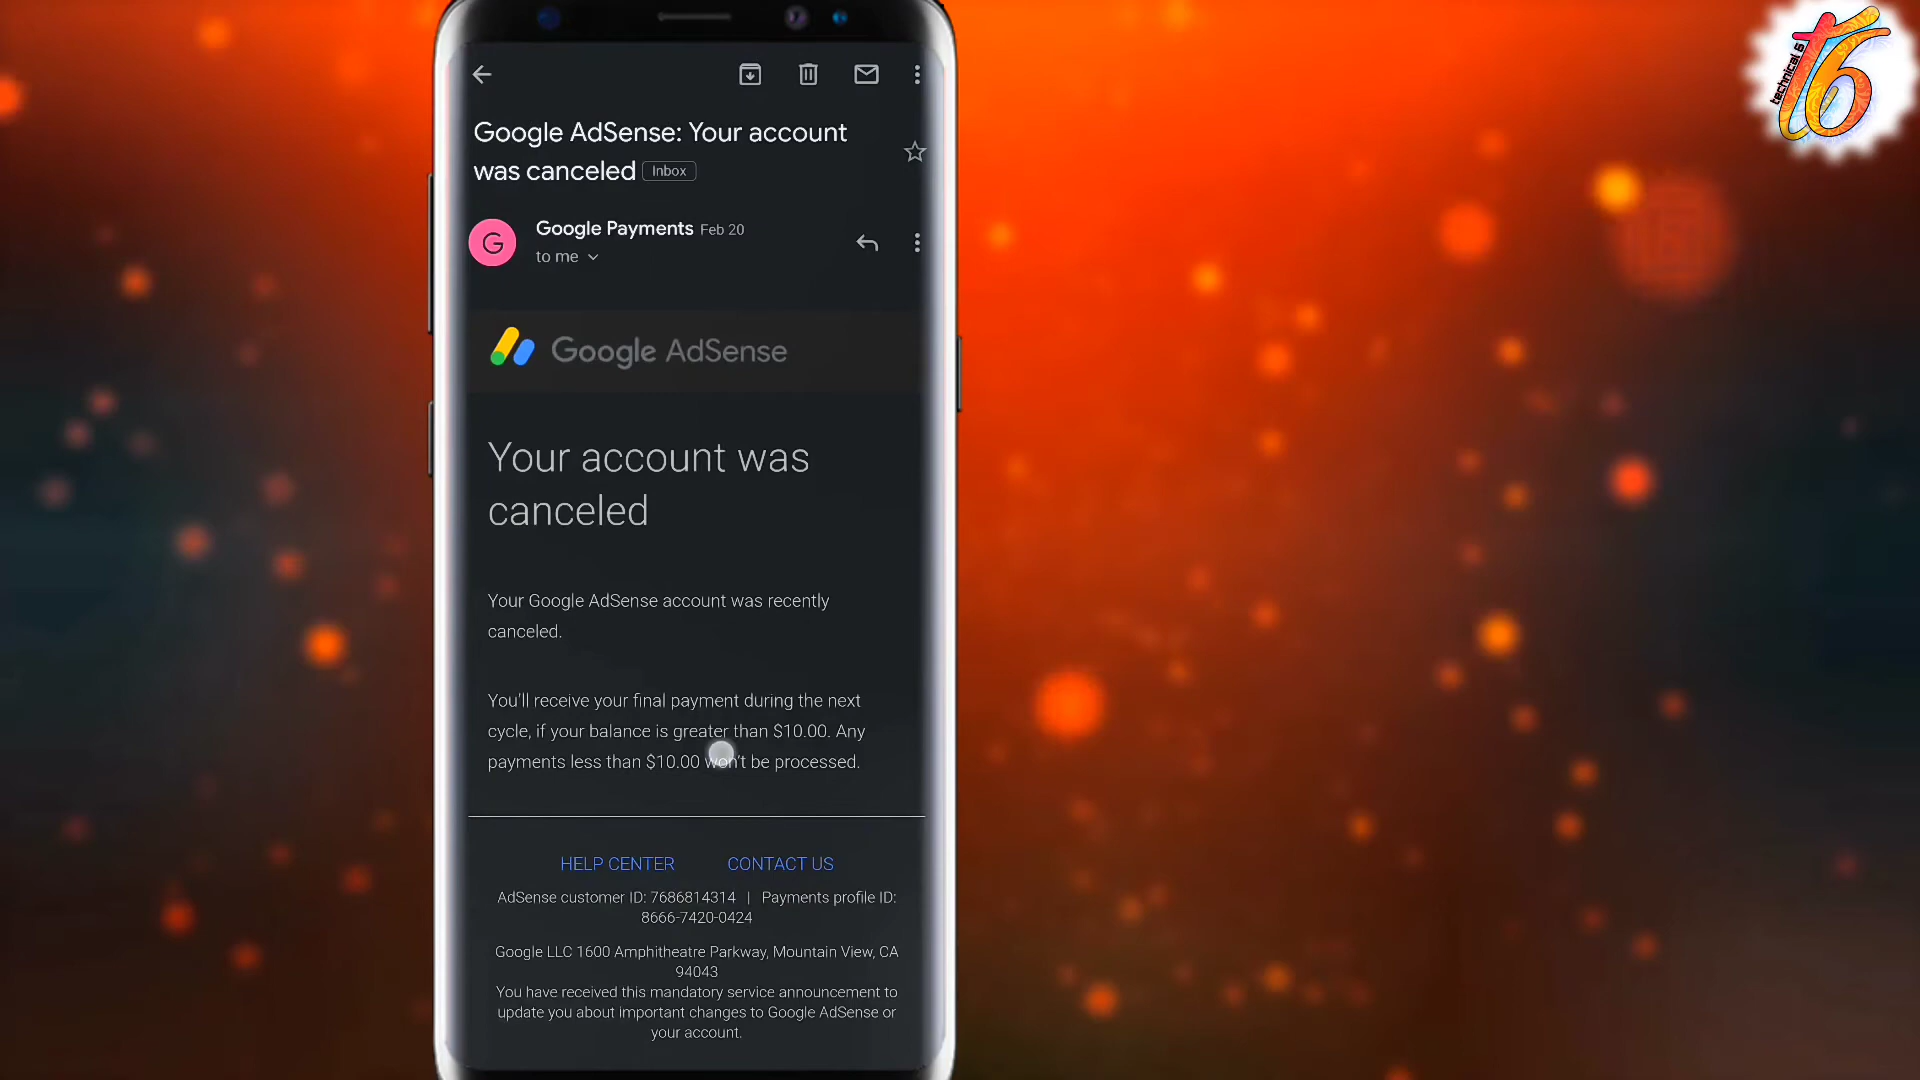 technical 6
t6
Google AdSense: Your account
was canceled Inbox
Google Payments Feb 20
to me
G
Google AdSense
Your account was
canceled
Your Google AdSense account was recently
canceled.
You'll receive your final payment during the next
cycle, if your balance is greater than $10.00. Any
payments less than $10.00 won't be processed.
HELP CENTER CONTACT US
AdSense customer ID: 7686814314 | Payments profile ID:
8666-7420-0424
Google LLC 1600 Amphitheatre Parkway, Mountain View, CA
94043
You have received this mandatory service announcement to
update you about important changes to Google AdSense or
your account.